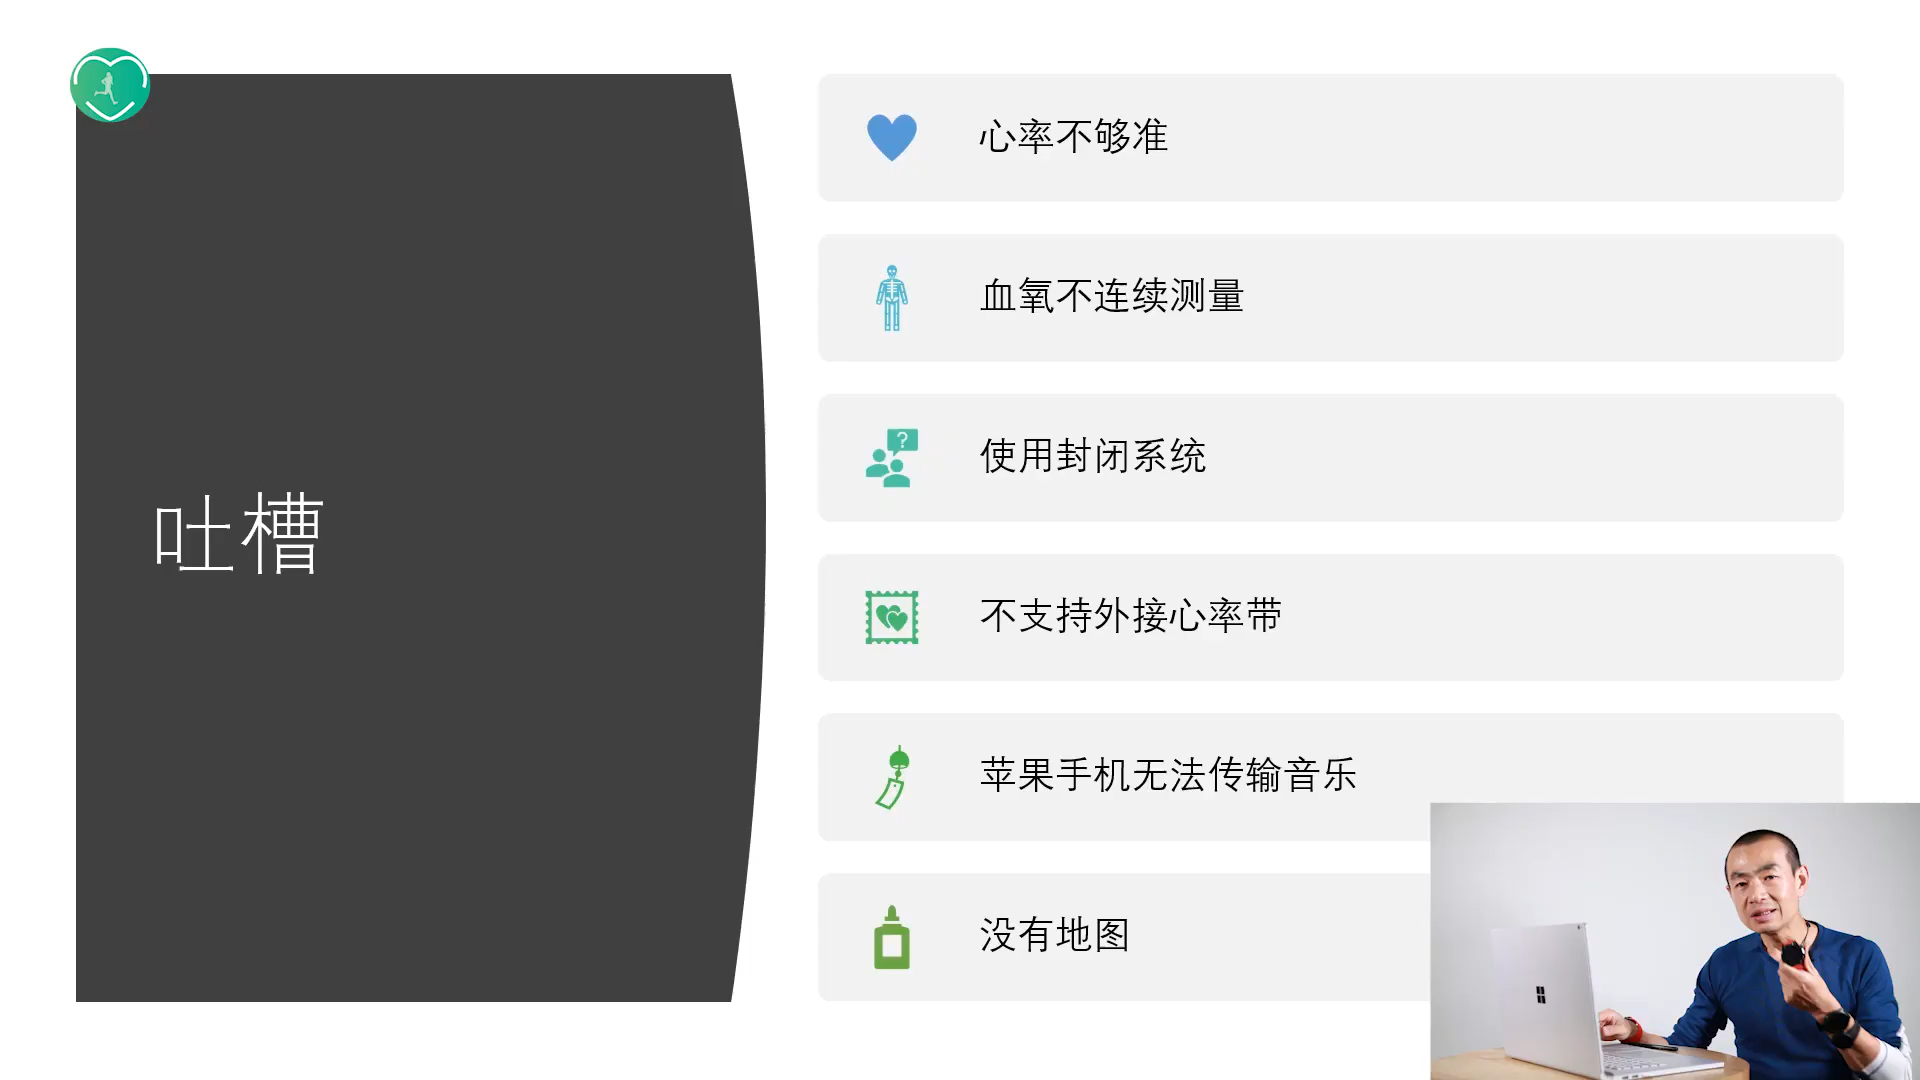 吐槽
心率不够准
血氧不连续测量
使用封闭系统
不支持外接心率带
苹果手机无法传输音乐
没有地图